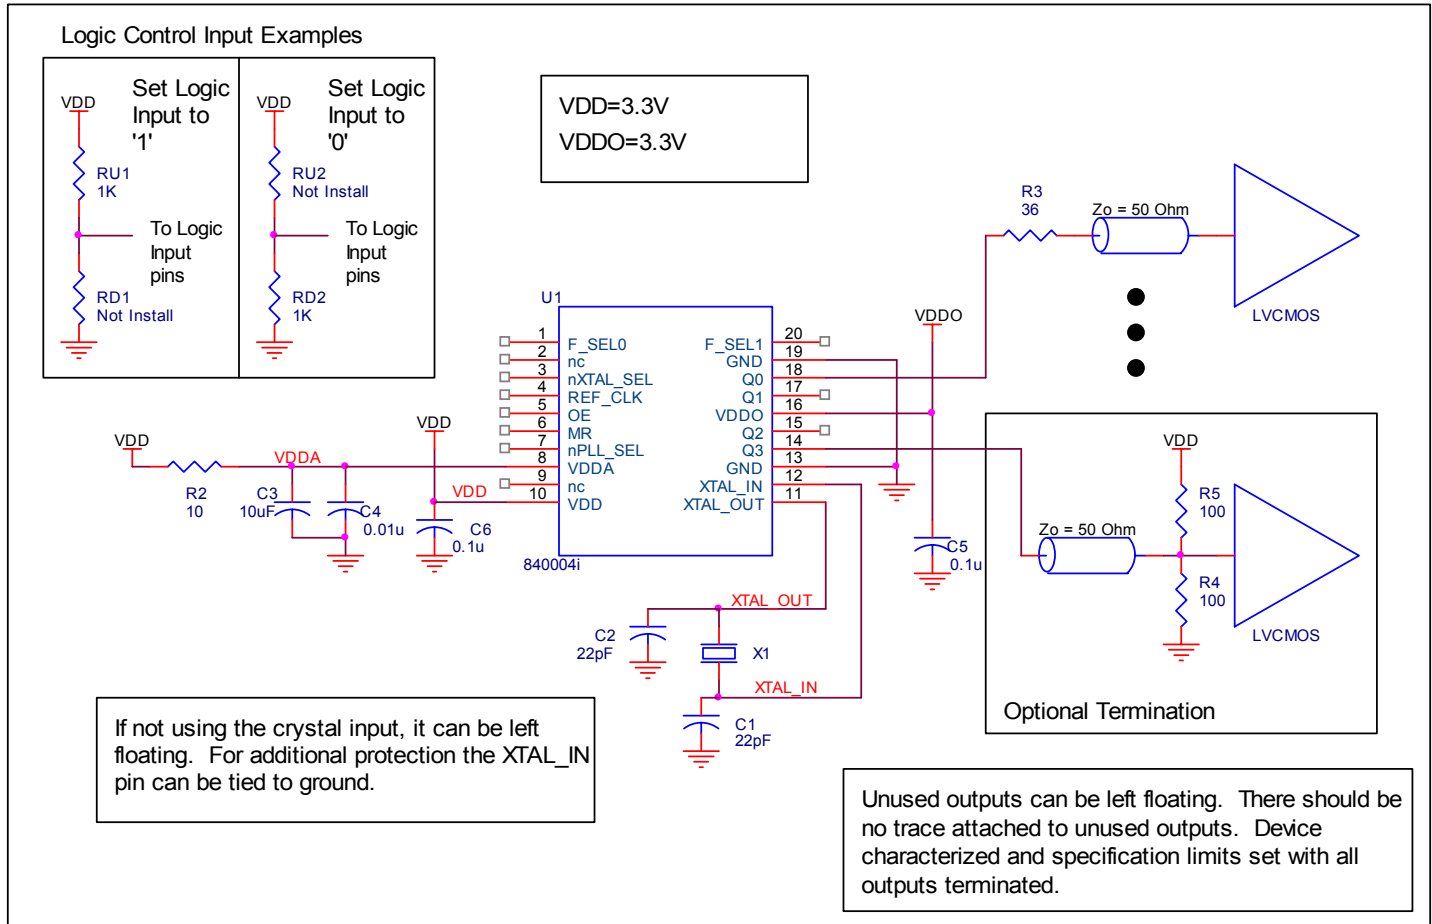 Logic Control Input Examples
Set Logic
Input to
'1'
VDD
RU1
1K
To Logic
Input
pins
RD1
Not Install
Set Logic
Input to
'0'
VDD
RU2
Not Install
To Logic
Input
pins
RD2
1K
VDD=3.3V
VDDO=3.3V
U1
1
F_SEL0
2
nc
3
nXTAL_SEL
4
REF_CLK
5
OE
6
MR
7
nPLL_SEL
8
VDDA
9
nc
10
VDD
20
F_SEL1
19
GND
18
Q0
17
Q1
16
VDDO
15
Q2
14
Q3
13
GND
12
XTAL_IN
11
XTAL_OUT
840004i
VDD
R2
10
VDDA
C3
10uF
C4
0.01u
VDD
VDD
C6
0.1u
XTAL_OUT
C2
22pF
X1
XTAL_IN
C1
22pF
VDDO
C5
0.1u
R3
36
Zo = 50 Ohm
LVCMOS
VDD
R5
100
Zo = 50 Ohm
R4
100
LVCMOS
Optional Termination
If not using the crystal input, it can be left
floating. For additional protection the XTAL_IN
pin can be tied to ground.
Unused outputs can be left floating. There should be
no trace attached to unused outputs. Device
characterized and specification limits set with all
outputs terminated.